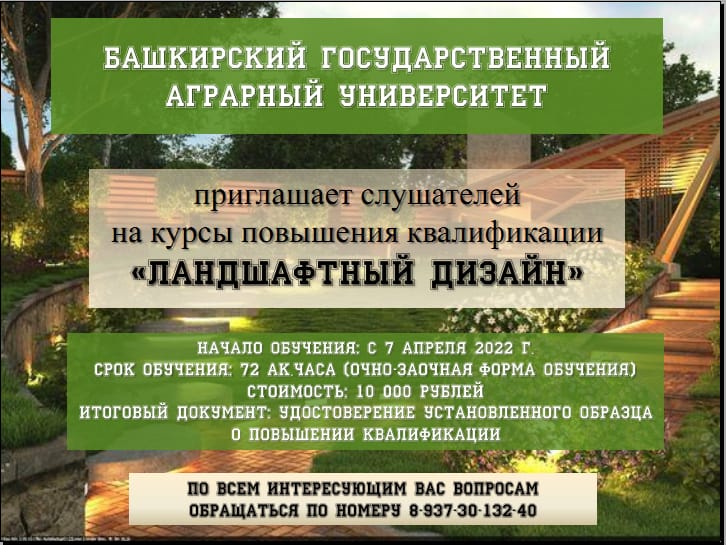 БАШКИРСКИЙ ГОСУДАРСТВЕННЫЙ
АГРАРНЫЙ УНИВЕРСИТЕТ
приглашает слушателей
на курсы повышения квалификации
«ЛАНДШАФТНЫЙ ДИЗАЙН»
НАЧАЛО ОБУЧЕНИЯ: С 7 АПРЕЛЯ 2022 Г.
СРОК ОБУЧЕНИЯ: 72 АК.ЧАСА (ОЧНО-ЗАОЧНАЯ ФОРМА ОБУЧЕНИЯ)
СТОИМОСТЬ: 10 000 РУБЛЕЙ
ИТОГОВЫЙ ДОКУМЕНТ: УДОСТОВЕРЕНИЕ УСТАНОВЛЕННОГО ОБРАЗЦА
О ПОВЫШЕНИИ КВАЛИФИКАЦИИ
ПО ВСЕМ ИНТЕРЕСУЮЩИМ ВАС ВОПРОСАМ
ОБРАЩАТЬСЯ ПО НОМЕРУ 8-937-30-132-40